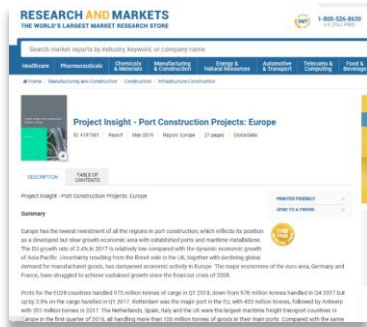 RESEARCH AND MARKETS
THE WORLD'S LARGEST MARKET RESEARCH STORE
24/7
1-800-526-8630
Search market reports by industry, keyword, or company name
Healthcare
Pharmaceuticals
Chemicals & Materials
Manufacturing & Construction
Energy & Natural Resources
Automotive & Transport
Telecoms & Computing
Food & Beverage
Home Manufacturing and Construction Construction Infrastructure Construction
Project Insight - Port Construction Projects: Europe
Report May 2019 Region: Europe 27 pages GlobalData
DESCRIPTION
TABLE OF CONTENTS
Project Insight - Port Construction Projects: Europe
PRINTER FRIENDLY
SEND TO A FRIEND
Summary
Europe has the lowest investment of all the regions in port construction, which reflects its position
as a developed but slow growth economic area with established ports and maritime installations.
The EU growth rate of 2.4% in 2017 is relatively low compared with the dynamic economic growth
of Asia-Pacific. Uncertainty resulting from the Brexit vote in the UK, together with declining global
demand for manufactured goods, has dampened economic activity in Europe. The major economies of the euro area, Germany and
France, have struggled to achieve sustained growth since the financial crisis of 2008.
Ports for the EU28 countries handled 975 million tonnes of cargo in Q1 2018, down from 978 million tonnes handled in Q4 2017 but
up by 2.8% on the cargo handled in Q1 2017. Rotterdam was the major port in the EU, with 433 million tonnes, followed by Antwerp
with 201 million tonnes in 2017. The Netherlands, Spain, Italy and the UK were the largest maritime freight transport countries in
Europe in the first quarter of 2018, all handling more than 100 million tonnes of goods in their main ports. Compared with the same